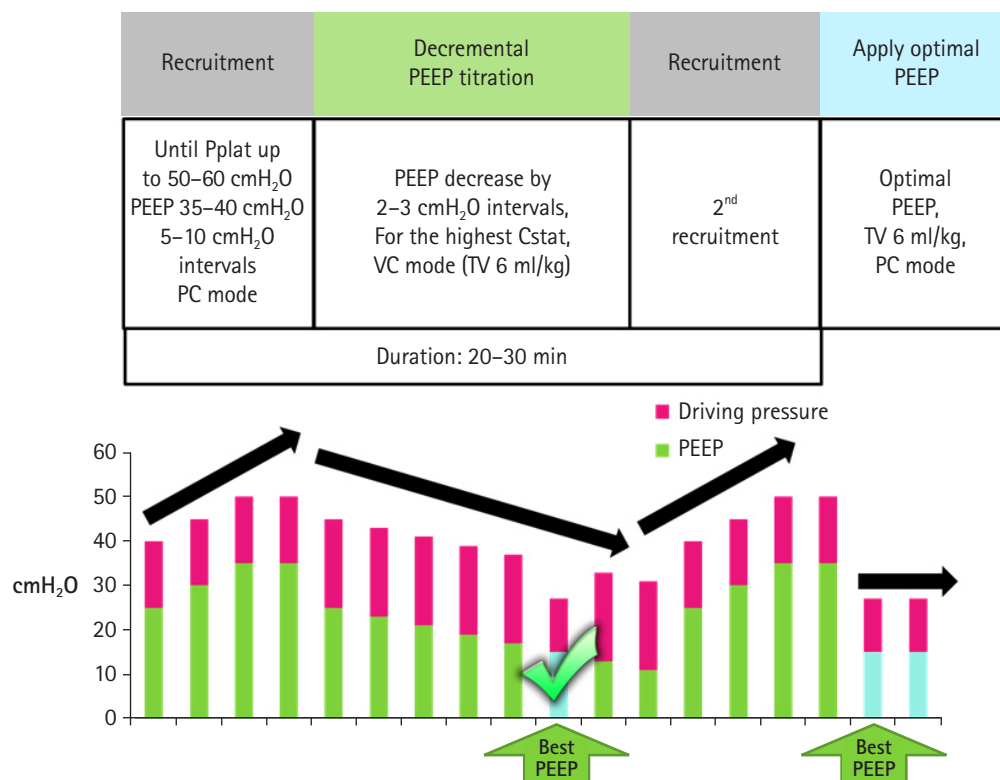 Recruitment
Decremental
PEEP titration
Recruitment
Apply optimal
PEEP
Until Pplat up
to 50–60 cmH₂O
PEEP 35–40 cmH₂O
5–10 cmH₂O
intervals
PC mode
PEEP decrease by
2–3 cmH₂O intervals,
For the highest Cstat,
VC mode (TV 6 ml/kg)
2ⁿᵈ
recruitment
Optimal
PEEP,
TV 6 ml/kg,
PC mode
Duration: 20–30 min
Driving pressure
PEEP
60
50
40
30
20
10
0
cmH₂O
Best
PEEP
Best
PEEP